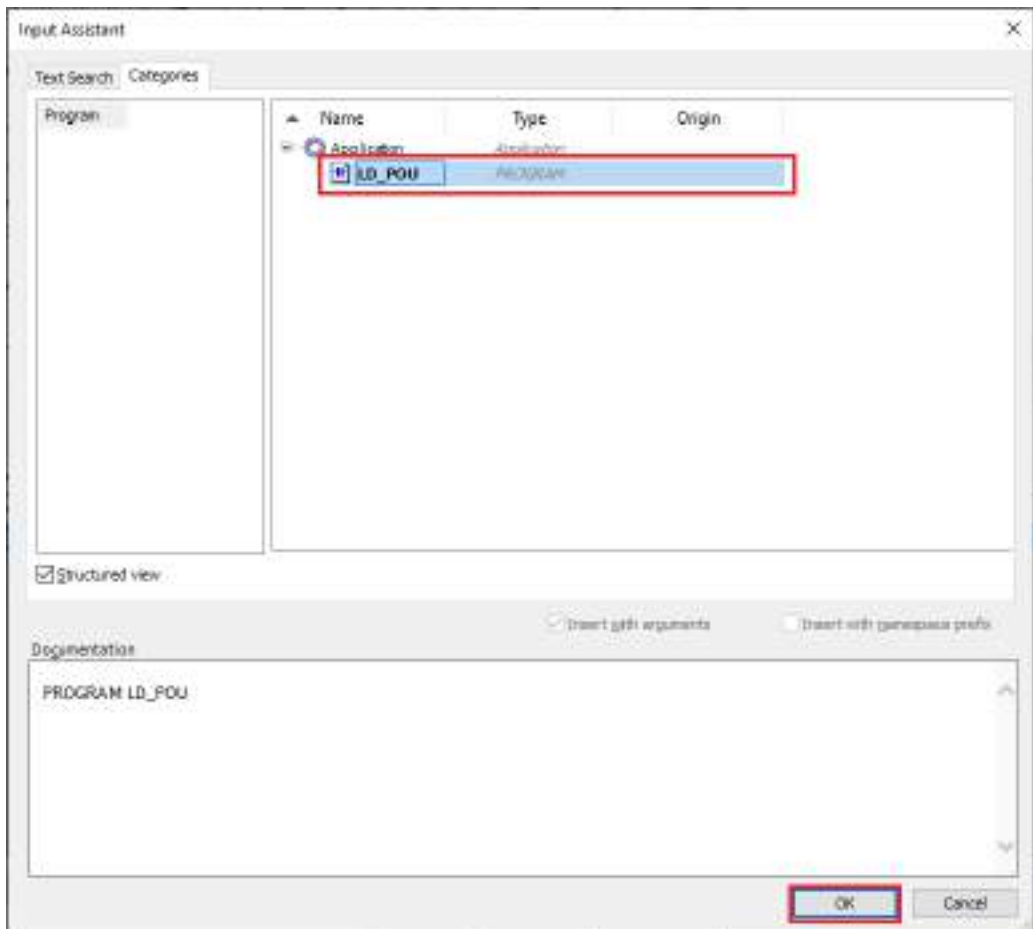 Input Assistant
Text Search Categories
Program
Name Type Origin
Application Application
LD_POU PROGRAM
Structured view
Insert with arguments Insert with namespace prefix
Documentation
PROGRAM LD_POU
OK Cancel